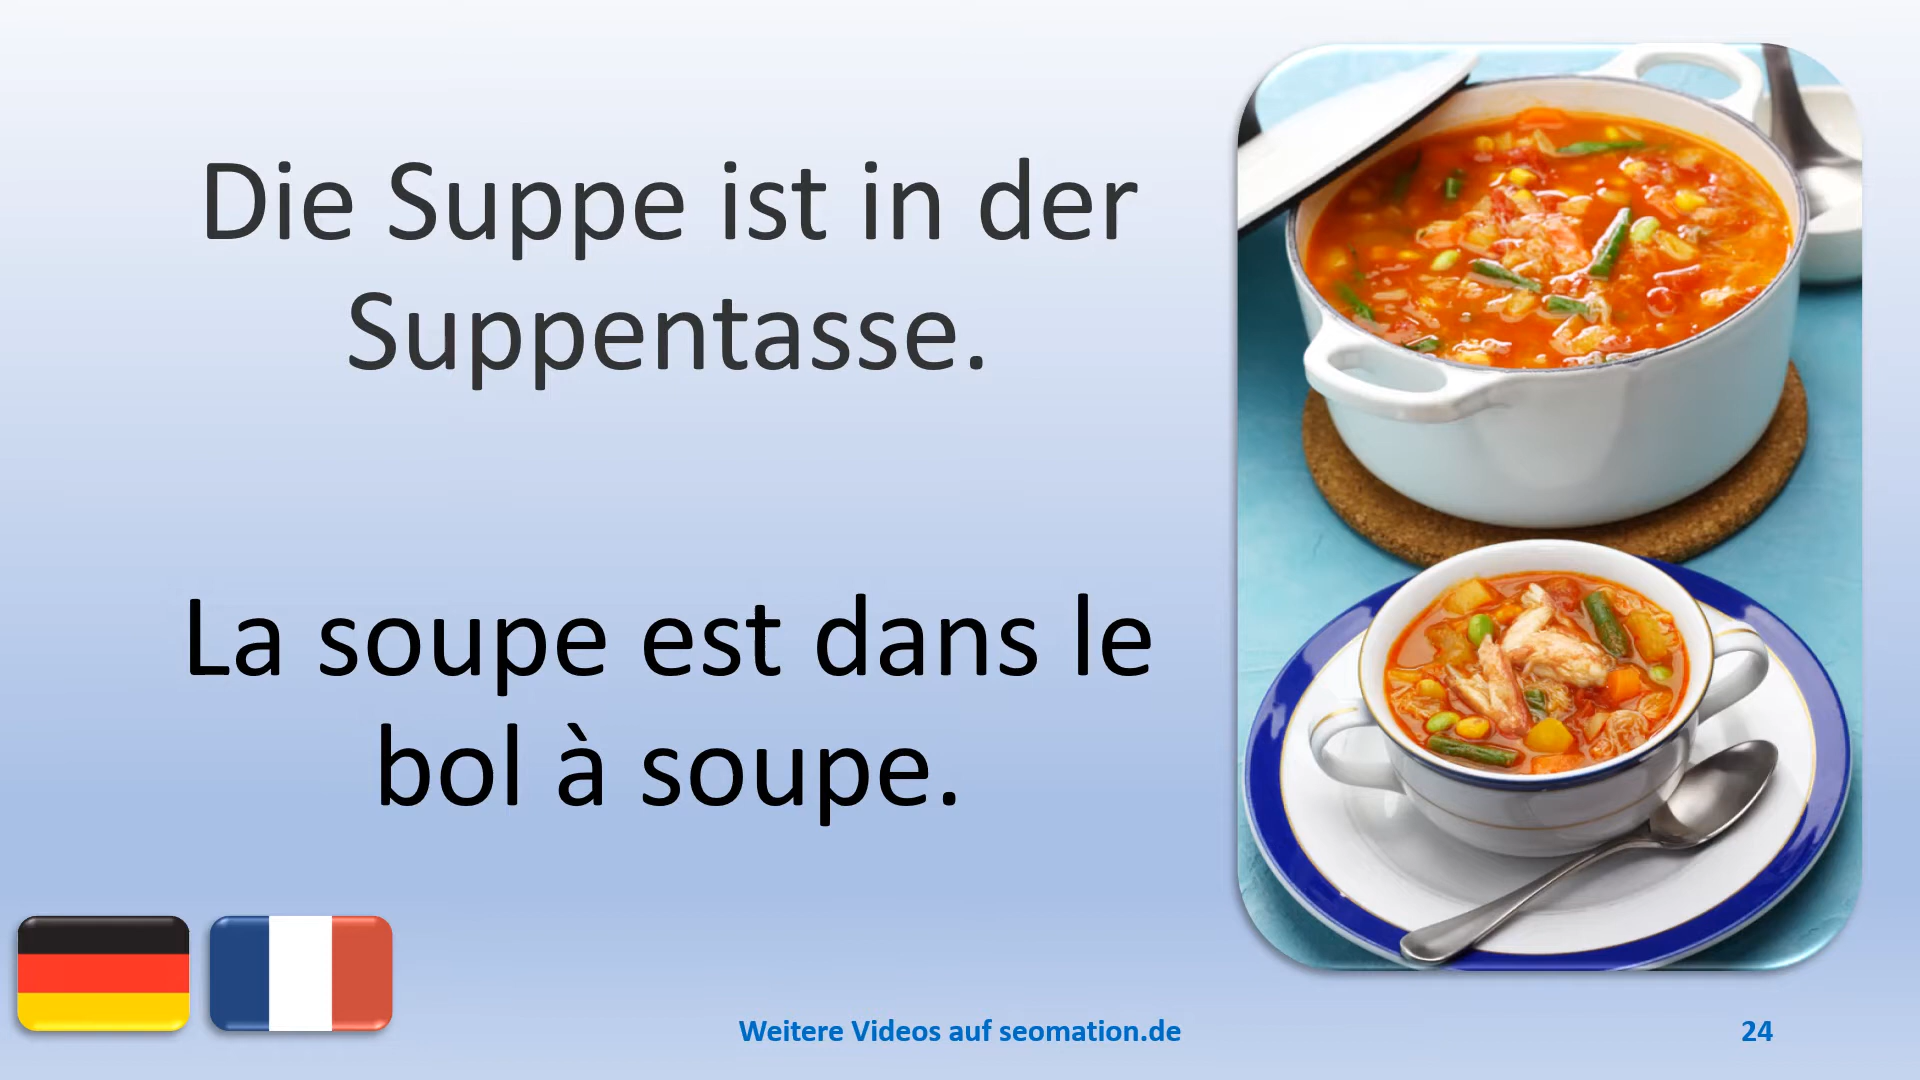 Die Suppe ist in der
Suppentasse.
La soupe est dans le
bol à soupe.
Weitere Videos auf seomation.de
24